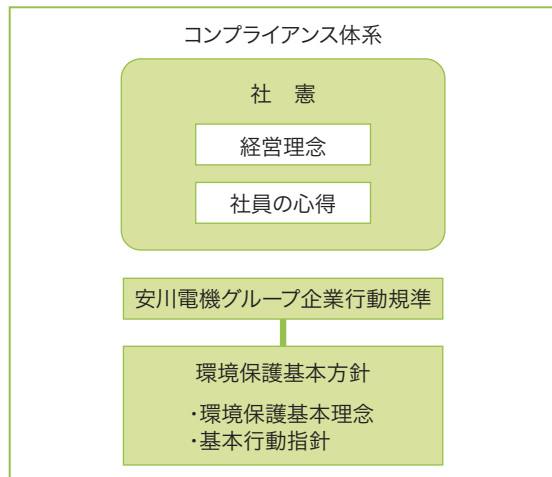 コンプライアンス体系
社　憲
経営理念
社員の心得
安川電機グループ企業行動規準
環境保護基本方針
・環境保護基本理念
・基本行動指針